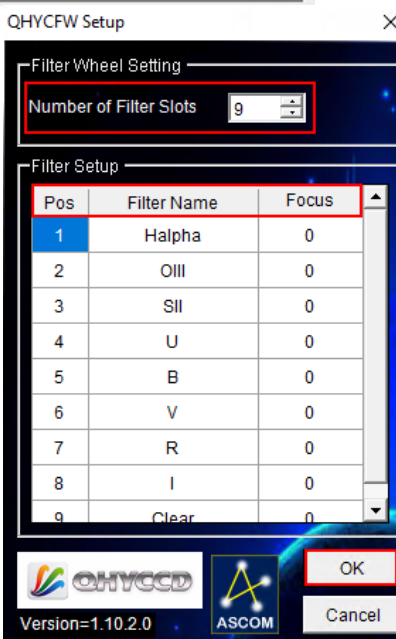 QHYCFW Setup
Filter Wheel Setting
Number of Filter Slots 9
Filter Setup
Pos Filter Name Focus
1 Halpha 0
2 OIII 0
3 SII 0
4 U 0
5 B 0
6 V 0
7 R 0
8 I 0
9 Clear 0
QHYCCD
ASCOM
OK
Version=1.10.2.0
Cancel